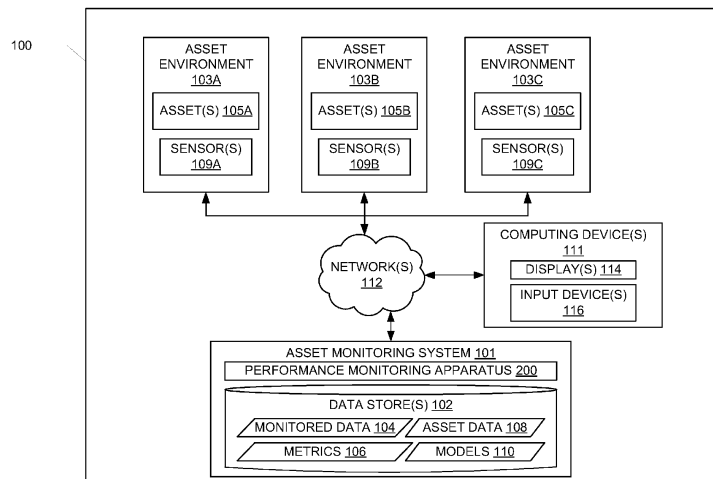 100
ASSET
ENVIRONMENT
103A
ASSET(S) 105A
SENSOR(S)
109A
ASSET
ENVIRONMENT
103B
ASSET(S) 105B
SENSOR(S)
109B
ASSET
ENVIRONMENT
103C
ASSET(S) 105C
SENSOR(S)
109C
NETWORK(S)
112
COMPUTING DEVICE(S)
111
DISPLAY(S) 114
INPUT DEVICE(S)
116
ASSET MONITORING SYSTEM 101
PERFORMANCE MONITORING APPARATUS 200
DATA STORE(S) 102
MONITORED DATA 104
ASSET DATA 108
METRICS 106
MODELS 110